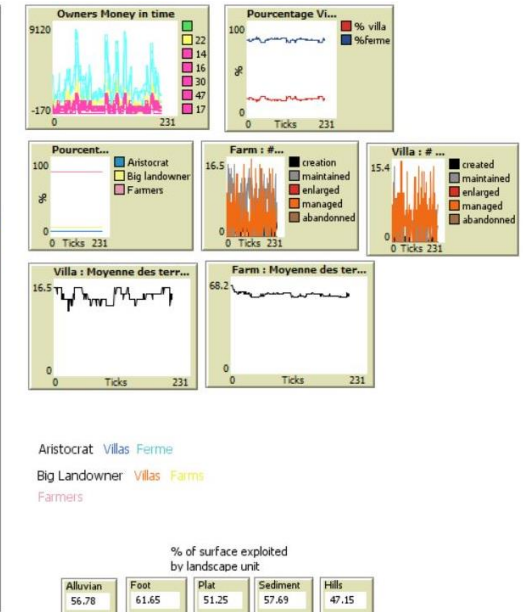 Owners Money in time
9120
-170
0
231
22
14
16
30
47
17
Pourcentage Vi...
100
%
0
0
Ticks
231
% villa
%ferme
Pourcent...
100
%
0
0 Ticks 231
Aristocrat
Big landowner
Farmers
Farm : #...
16.5
0
0 Ticks 231
creation
maintained
enlarged
managed
abandonned
Villa : # ...
15.4
0
0 Ticks 231
created
maintained
enlarged
managed
abandonned
Villa : Moyenne des terr...
16.5
0
0
Ticks
231
Farm : Moyenne des ter...
68.2
0
0
Ticks
231
Aristocrat Villas Ferme
Big Landowner Villas Farms
Farmers
% of surface exploited
by landscape unit
Alluvian
56.78
Foot
61.65
Plat
51.25
Sediment
57.69
Hills
47.15